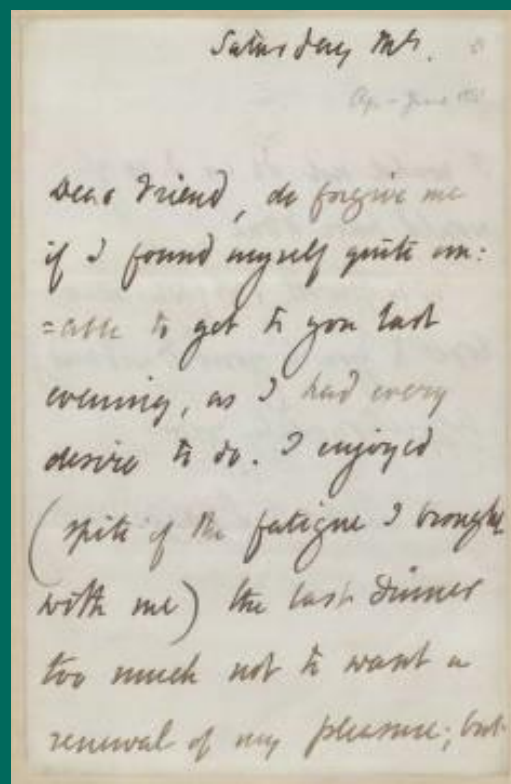 Saturday Mg.
Dear Friend, do forgive me
if I found myself quite un:
=able to get to you last
evening, as I had every
desire to do. I enjoyed
(spite of the fatigue I brought
with me) the last dinner
too much not to want a
renewal of my pleasure; but